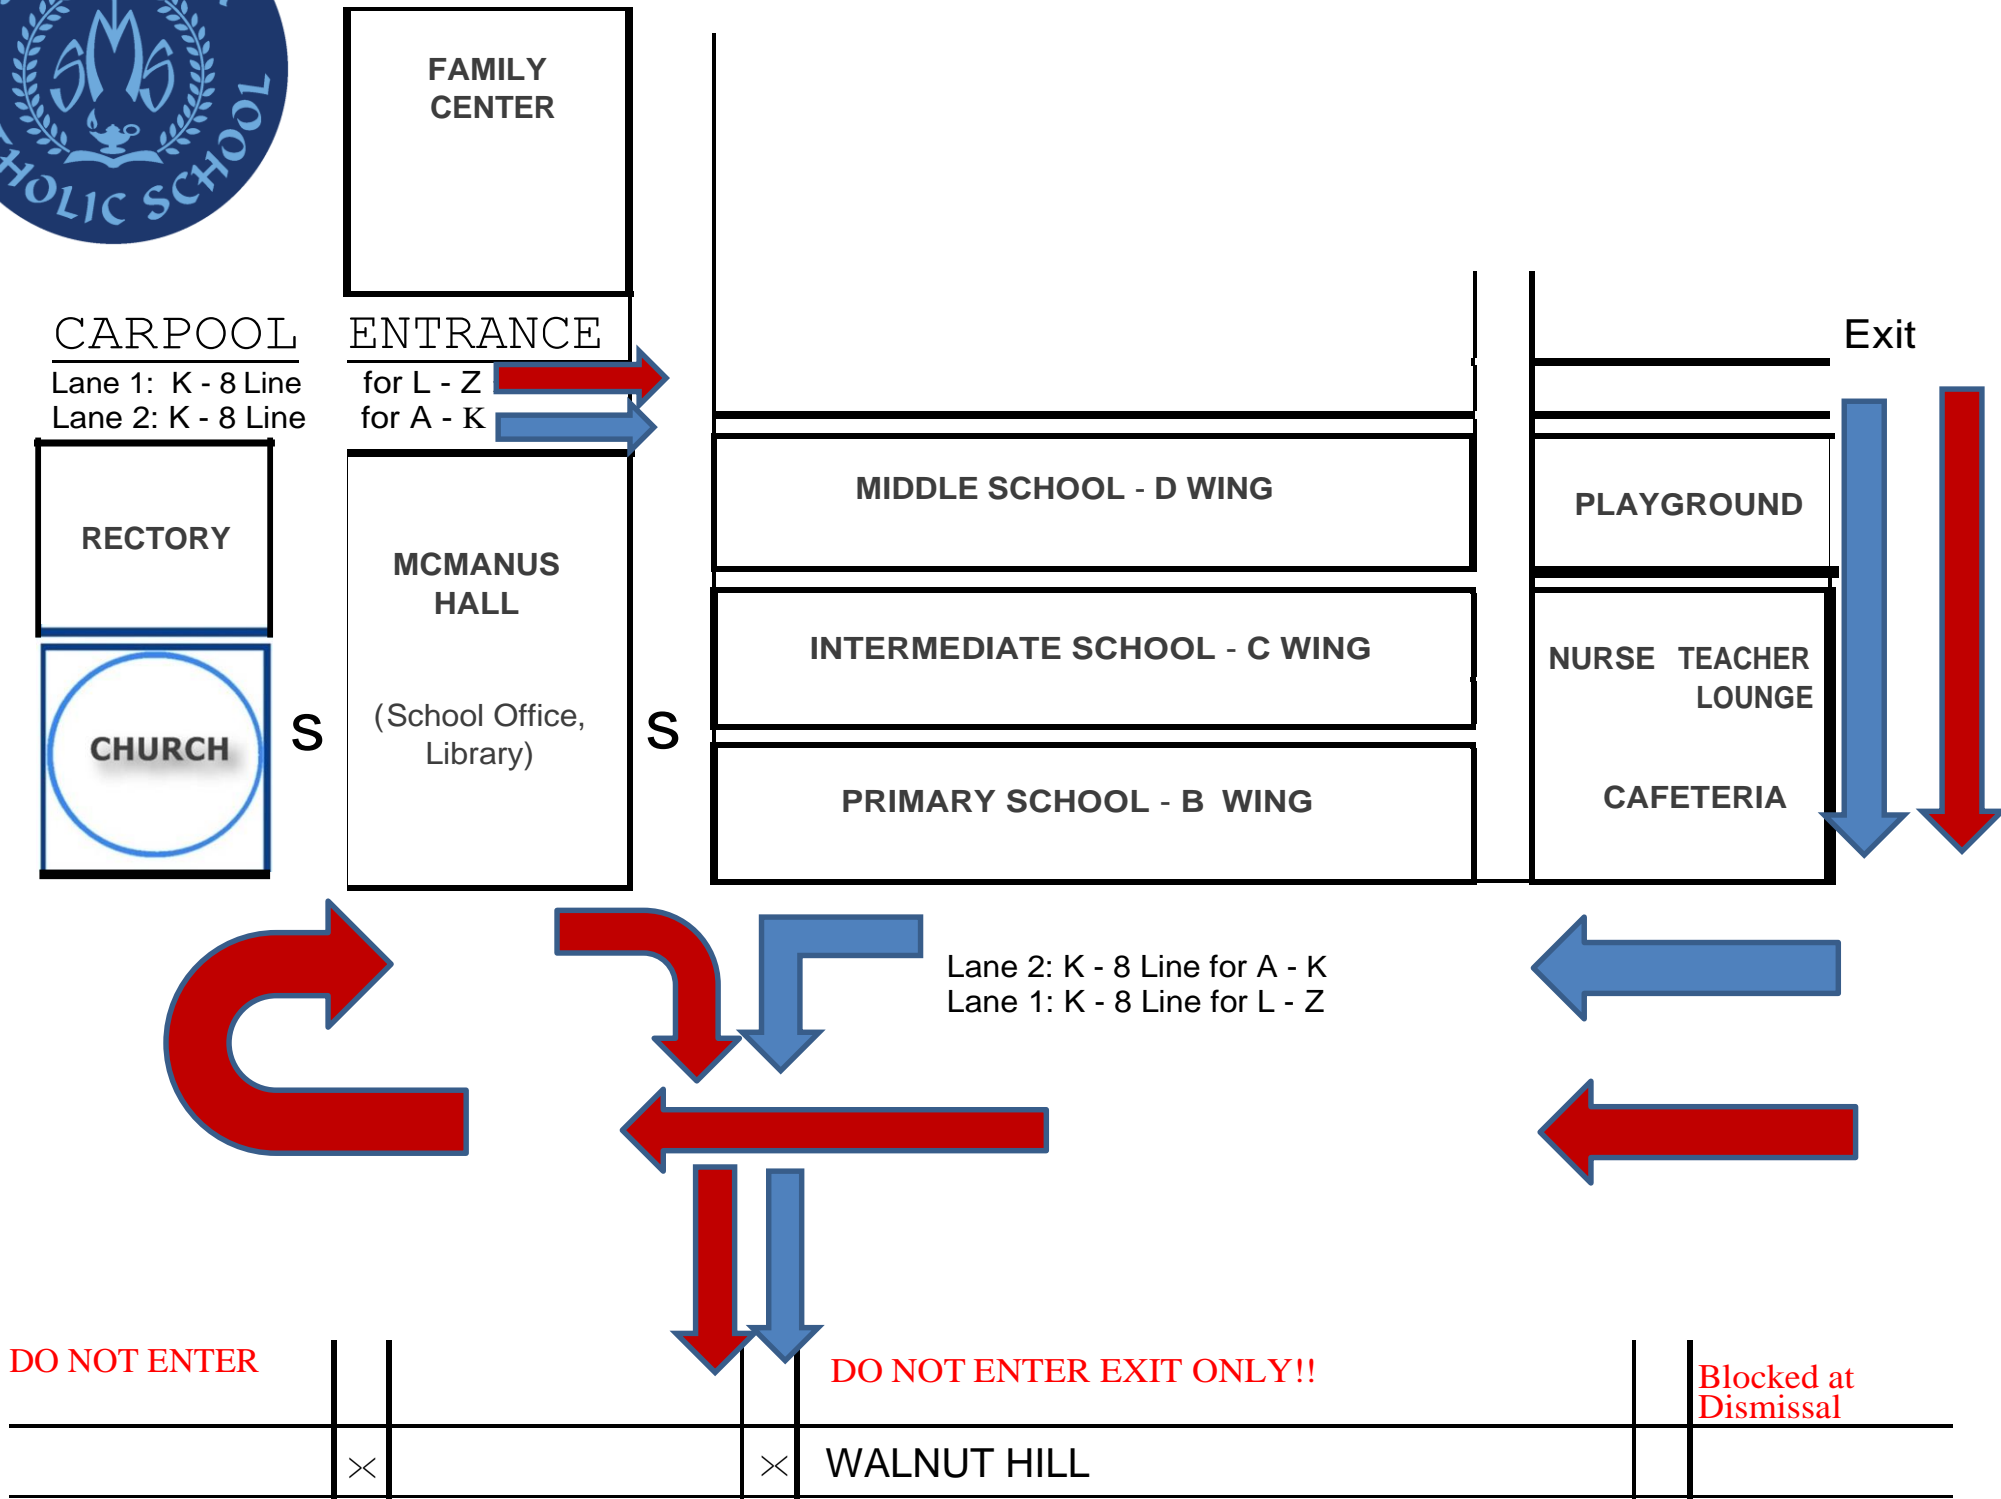 SMS
HOLIC SCHOOL
FAMILY
CENTER
CARPOOL ENTRANCE
Lane 1: K - 8 Line for L - Z
Lane 2: K - 8 Line for A - K
Exit
RECTORY
MCMANUS
HALL
(School Office,
Library)
CHURCH
S
S
MIDDLE SCHOOL - D WING
INTERMEDIATE SCHOOL - C WING
PRIMARY SCHOOL - B WING
PLAYGROUND
NURSE TEACHER
LOUNGE
CAFETERIA
Lane 2: K - 8 Line for A - K
Lane 1: K - 8 Line for L - Z
DO NOT ENTER
DO NOT ENTER EXIT ONLY!!
Blocked at
Dismissal
WALNUT HILL